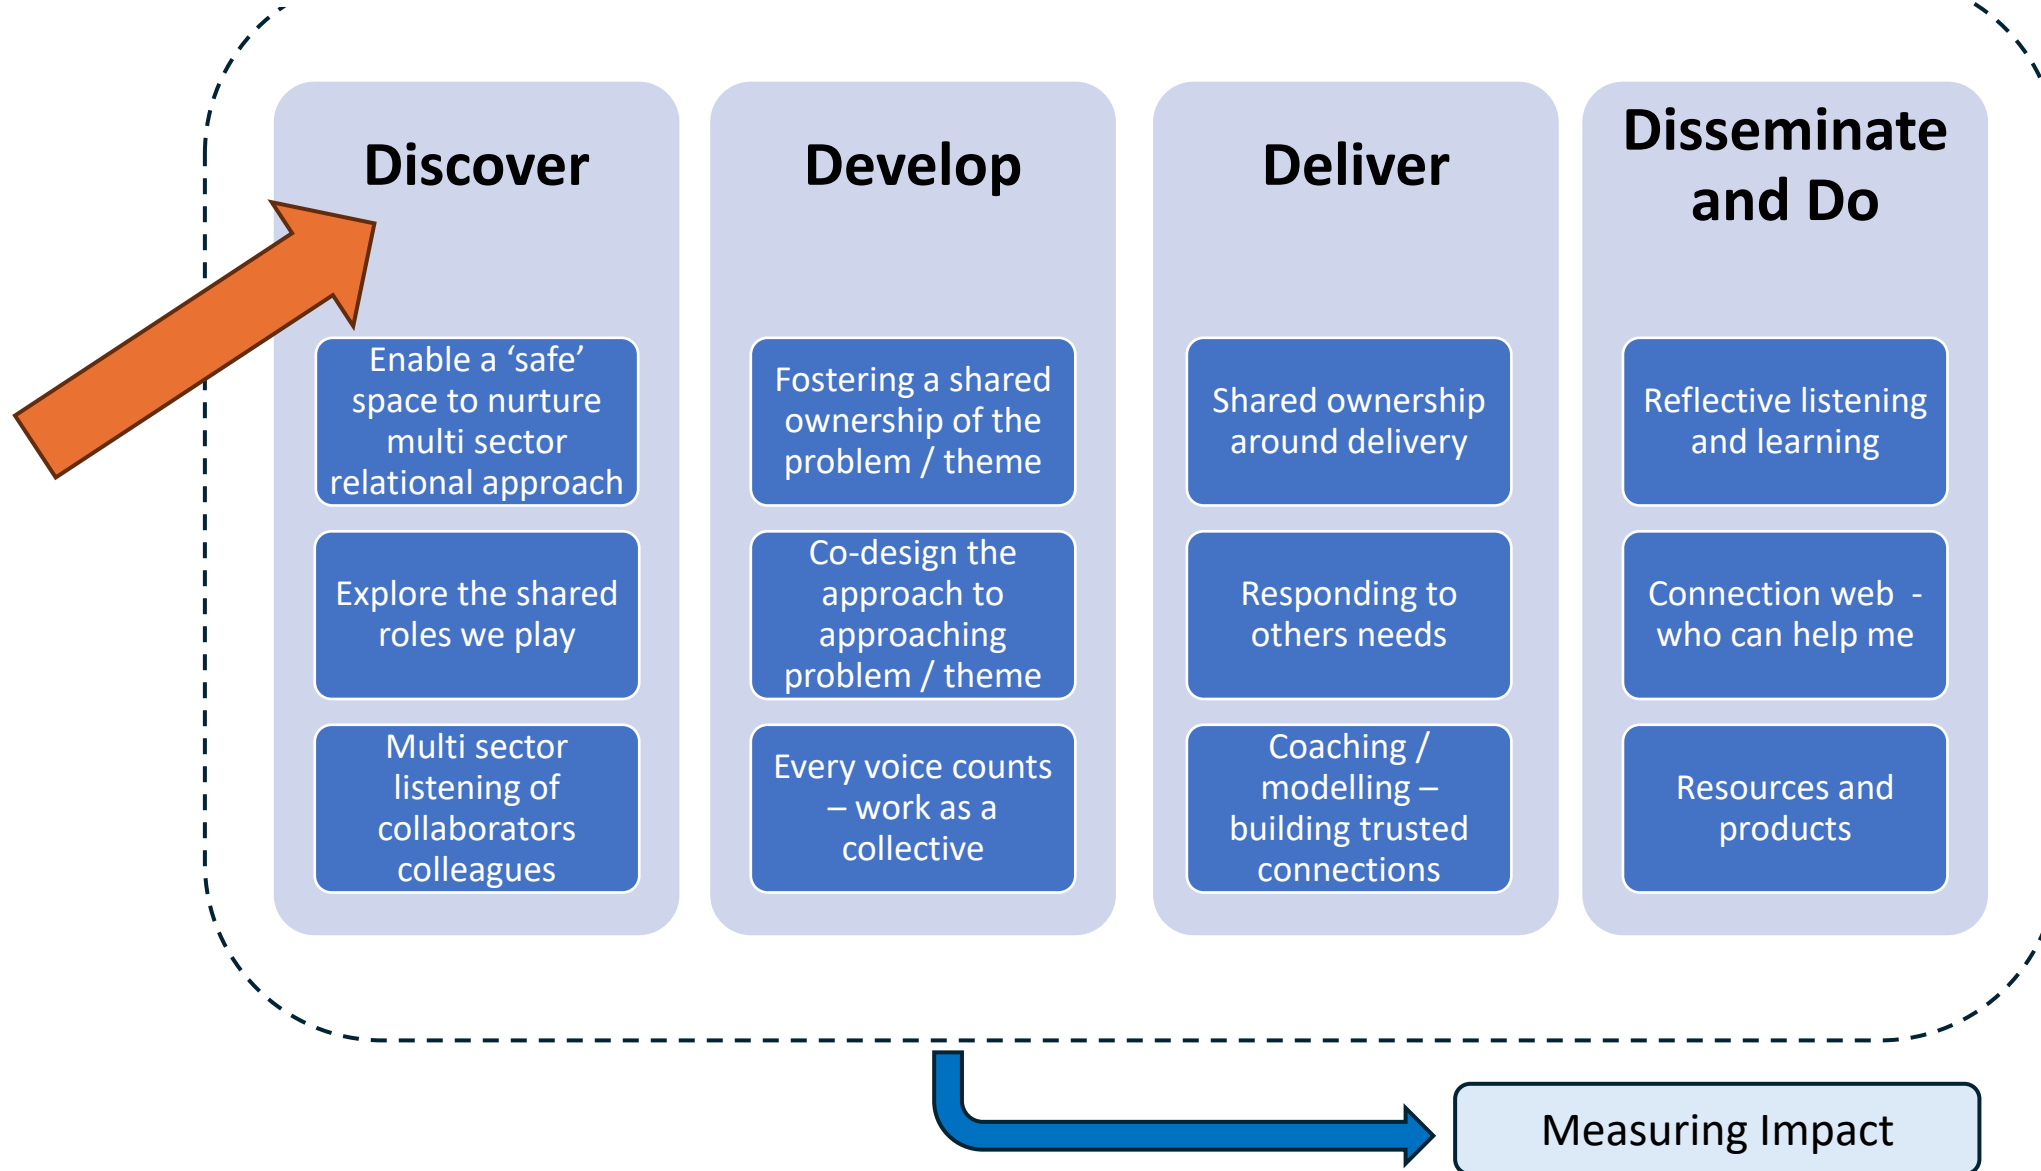 Discover
Enable a ‘safe’
space to nurture
multi sector
relational approach
Explore the shared
roles we play
Multi sector
listening of
collaborators
colleagues
Develop
Fostering a shared
ownership of the
problem / theme
Co-design the
approach to
approaching
problem / theme
Every voice counts
– work as a
collective
Deliver
Shared ownership
around delivery
Responding to
others needs
Coaching /
modelling –
building trusted
connections
Disseminate
and Do
Reflective listening
and learning
Connection web  -
who can help me
Resources and
products
Measuring Impact